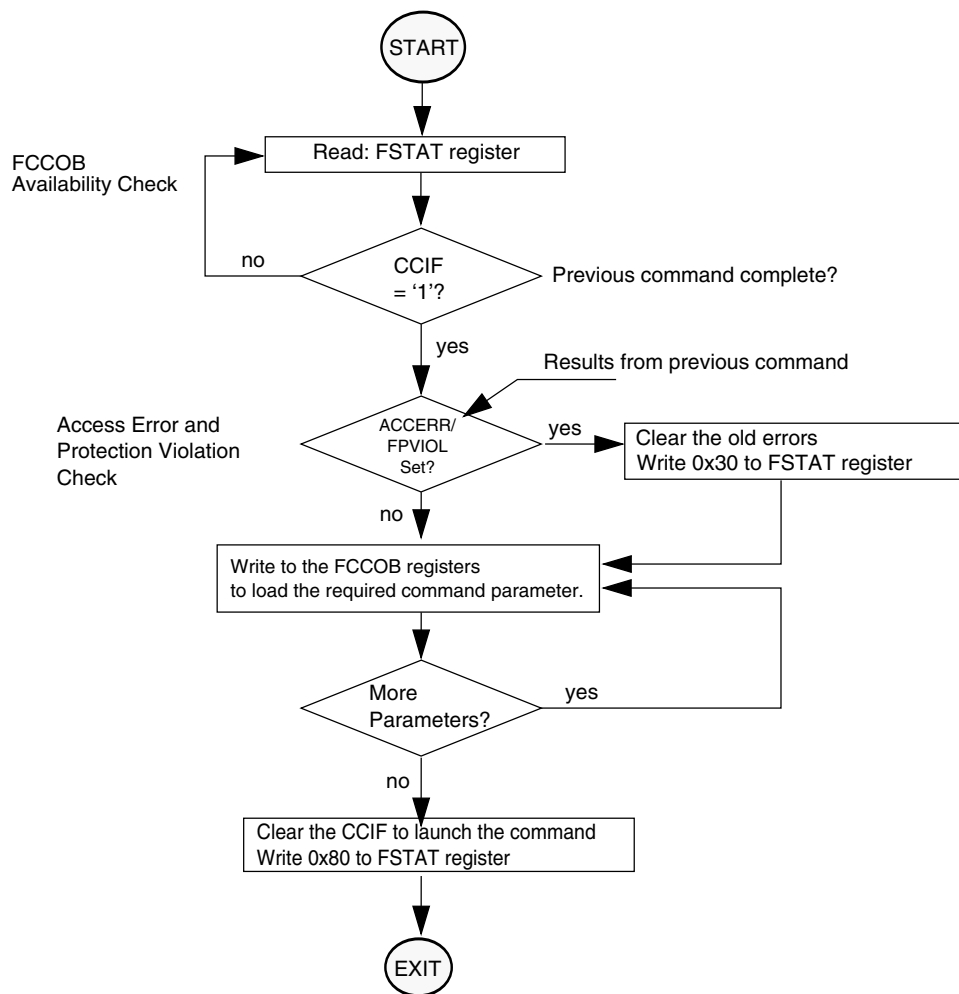 START
Read: FSTAT register
FCCOB
Availability Check
no
CCIF
= ‘1’?
Previous command complete?
yes
Results from previous command
Access Error and
Protection Violation
Check
ACCERR/
FPVIOL
Set?
yes
Clear the old errors
Write 0x30 to FSTAT register
no
Write to the FCCOB registers
to load the required command parameter.
More
Parameters?
yes
no
Clear the CCIF to launch the command
Write 0x80 to FSTAT register
EXIT